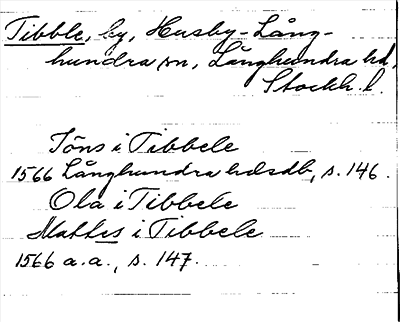 Tibble, by, Husby-Lång-
hundra sn, Långhundra hd,
Stockh. l.
Jöns i Tibbele
1566 Långhundra hdsdb, s. 146.
Ola i Tibbele
Mattes i Tibbele
1566 a.a., s. 147.